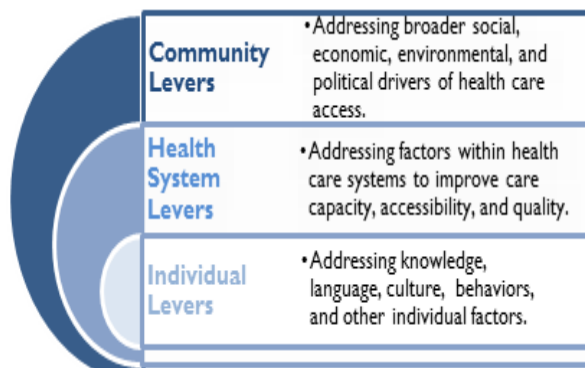 Community
Levers
•Addressing broader social,
economic, environmental, and
political drivers of health care
access.
Health
System
Levers
•Addressing factors within health
care systems to improve care
capacity, accessibility, and quality.
Individual
Levers
•Addressing knowledge,
language, culture, behaviors,
and other individual factors.